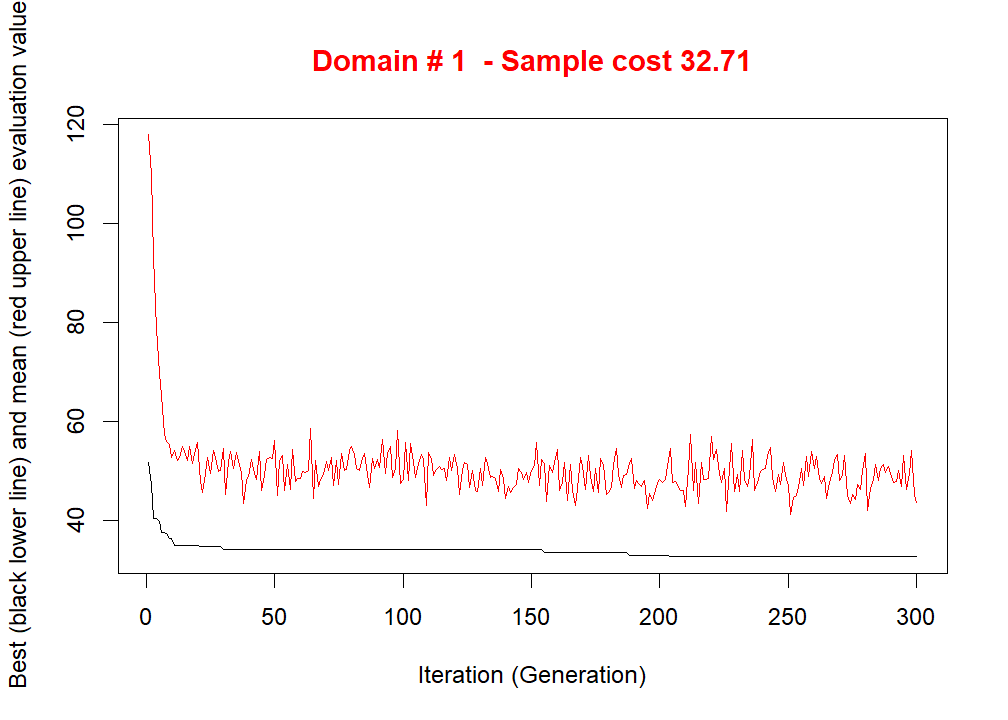 Domain # 1  - Sample cost 32.71
Best (black lower line) and mean (red upper line) evaluation value
120
100
80
60
40
0 50 100 150 200 250 300
Iteration (Generation)